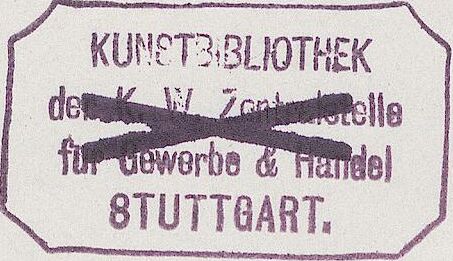 KUNSTBIBLIOTHEK
der K. W. Zentralstelle
für Gewerbe & Handel
STUTTGART.